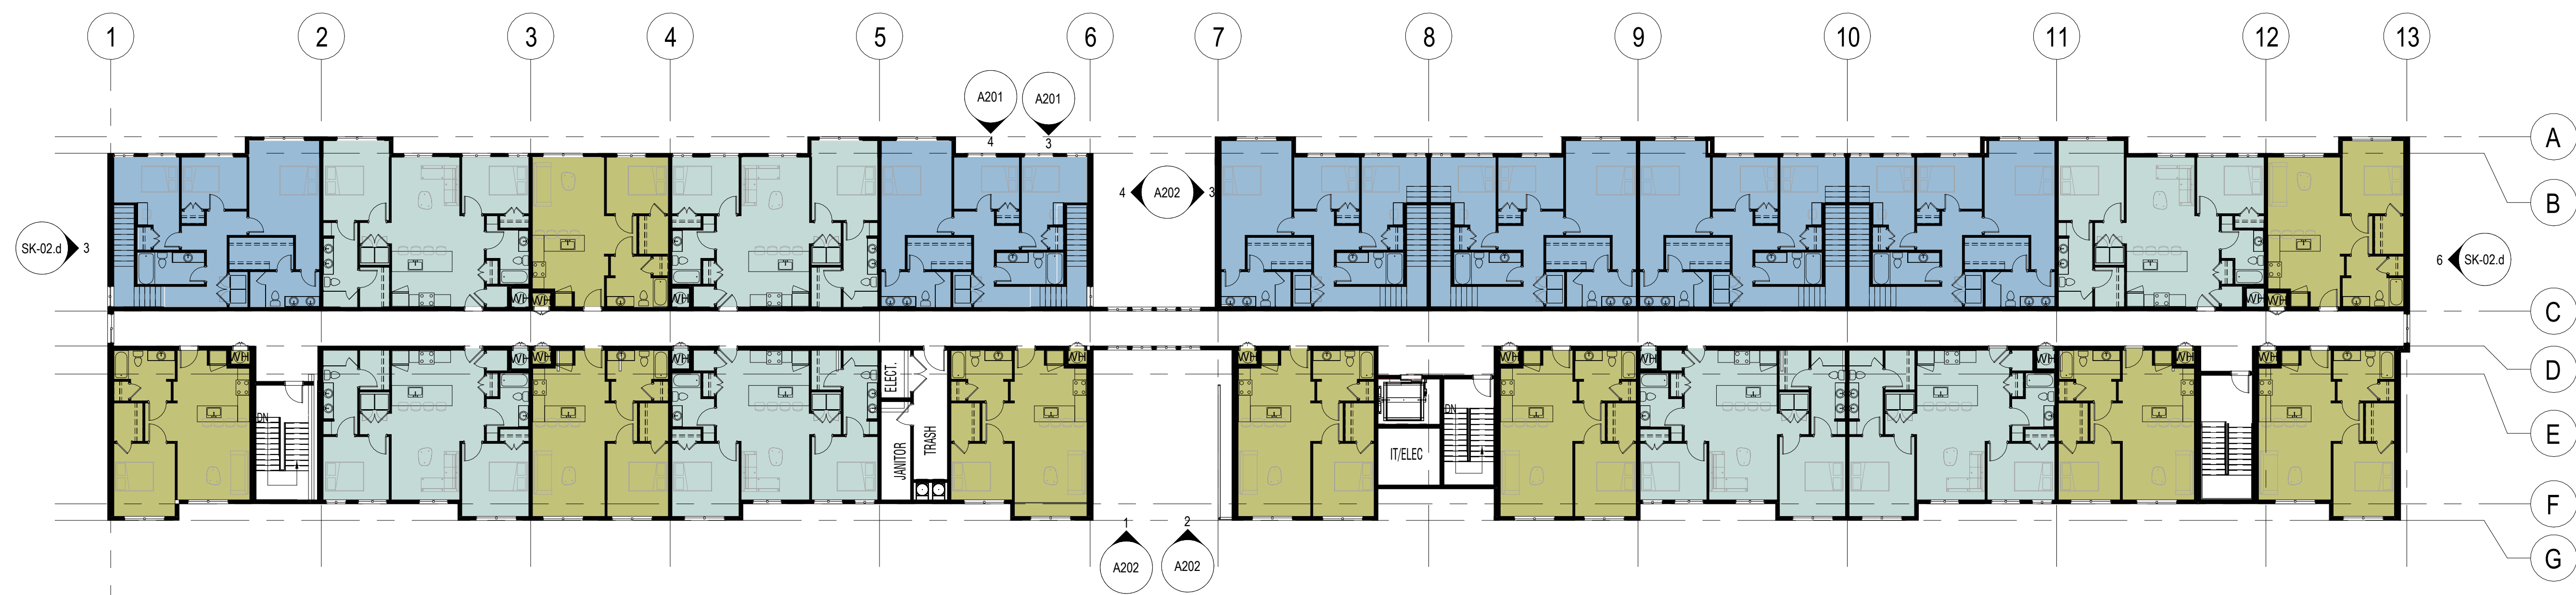 1 2 3 4 5 6 7 8 9 10 11 12 13
A201 A201
4 3
A
4 A202 3
B
SK-02.d 3
6 SK-02.d
WH WH WH WH WH
C
WH WH WH WH WH WH WH WH WH WH WH
D
ELECT.
DN
DN
E
JANITOR
TRASH
IT/ELEC
F
1 2
A202 A202
G